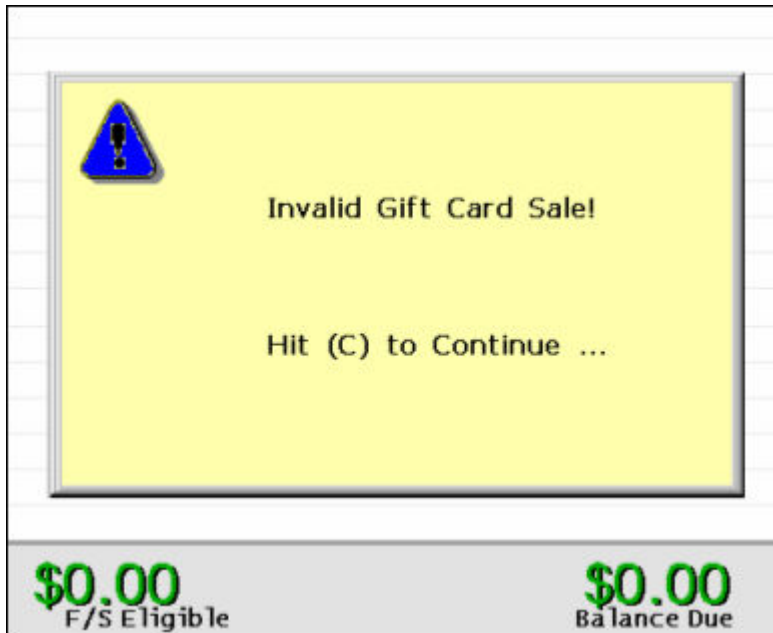 Invalid Gift Card Sale!
Hit (C) to Continue ...
$0.00 $0.00
F/S Eligible Balance Due